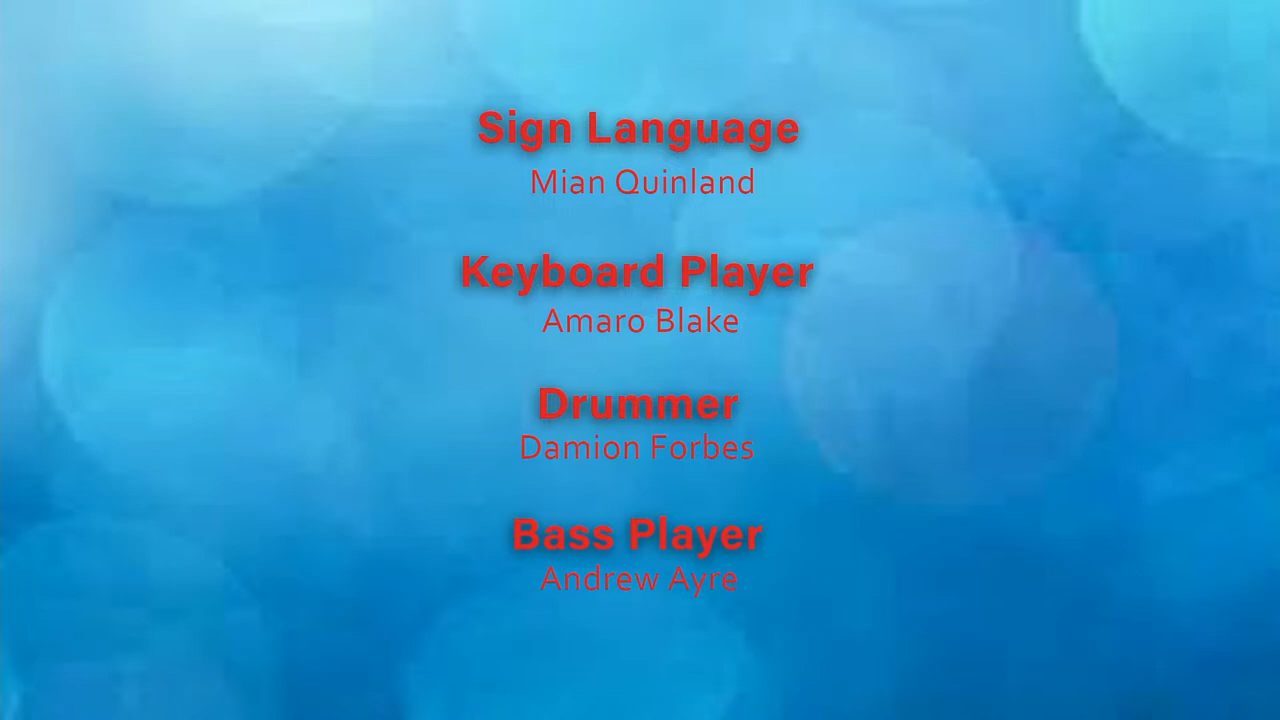 Sign Language
Mian Quinland
Keyboard Player
Amaro Blake
Drummer
Damion Forbes
Bass Player
Andrew Ayre